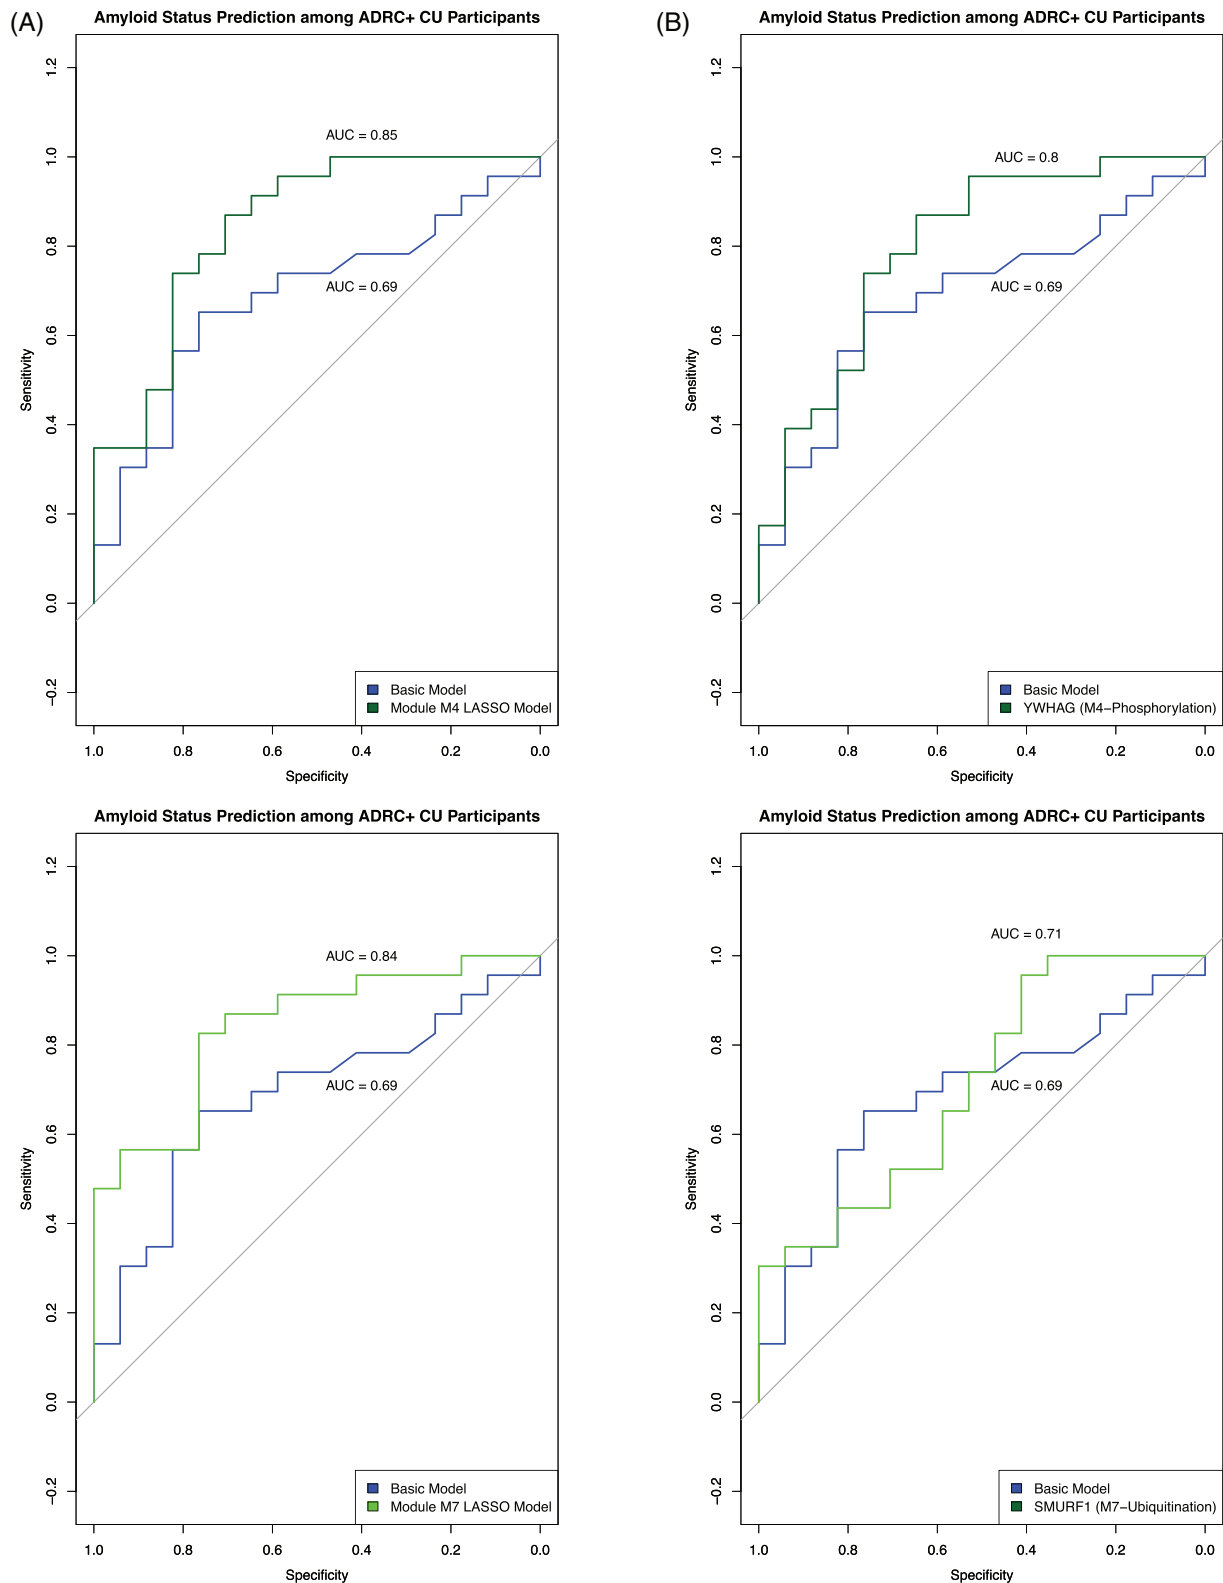 (A)
Amyloid Status Prediction among ADRC+ CU Participants
1.2
1.0
0.8
0.6
0.4
0.2
0.0
−0.2
Sensitivity
AUC = 0.85
AUC = 0.69
Basic Model
Module M4 LASSO Model
1.0 0.8 0.6 0.4 0.2 0.0
Specificity
(B)
Amyloid Status Prediction among ADRC+ CU Participants
1.2
1.0
0.8
0.6
0.4
0.2
0.0
−0.2
Sensitivity
AUC = 0.8
AUC = 0.69
Basic Model
YWHAG (M4−Phosphorylation)
1.0 0.8 0.6 0.4 0.2 0.0
Specificity
Amyloid Status Prediction among ADRC+ CU Participants
1.2
1.0
0.8
0.6
0.4
0.2
0.0
−0.2
Sensitivity
AUC = 0.84
AUC = 0.69
Basic Model
Module M7 LASSO Model
1.0 0.8 0.6 0.4 0.2 0.0
Specificity
Amyloid Status Prediction among ADRC+ CU Participants
1.2
1.0
0.8
0.6
0.4
0.2
0.0
−0.2
Sensitivity
AUC = 0.71
AUC = 0.69
Basic Model
SMURF1 (M7−Ubiquitination)
1.0 0.8 0.6 0.4 0.2 0.0
Specificity